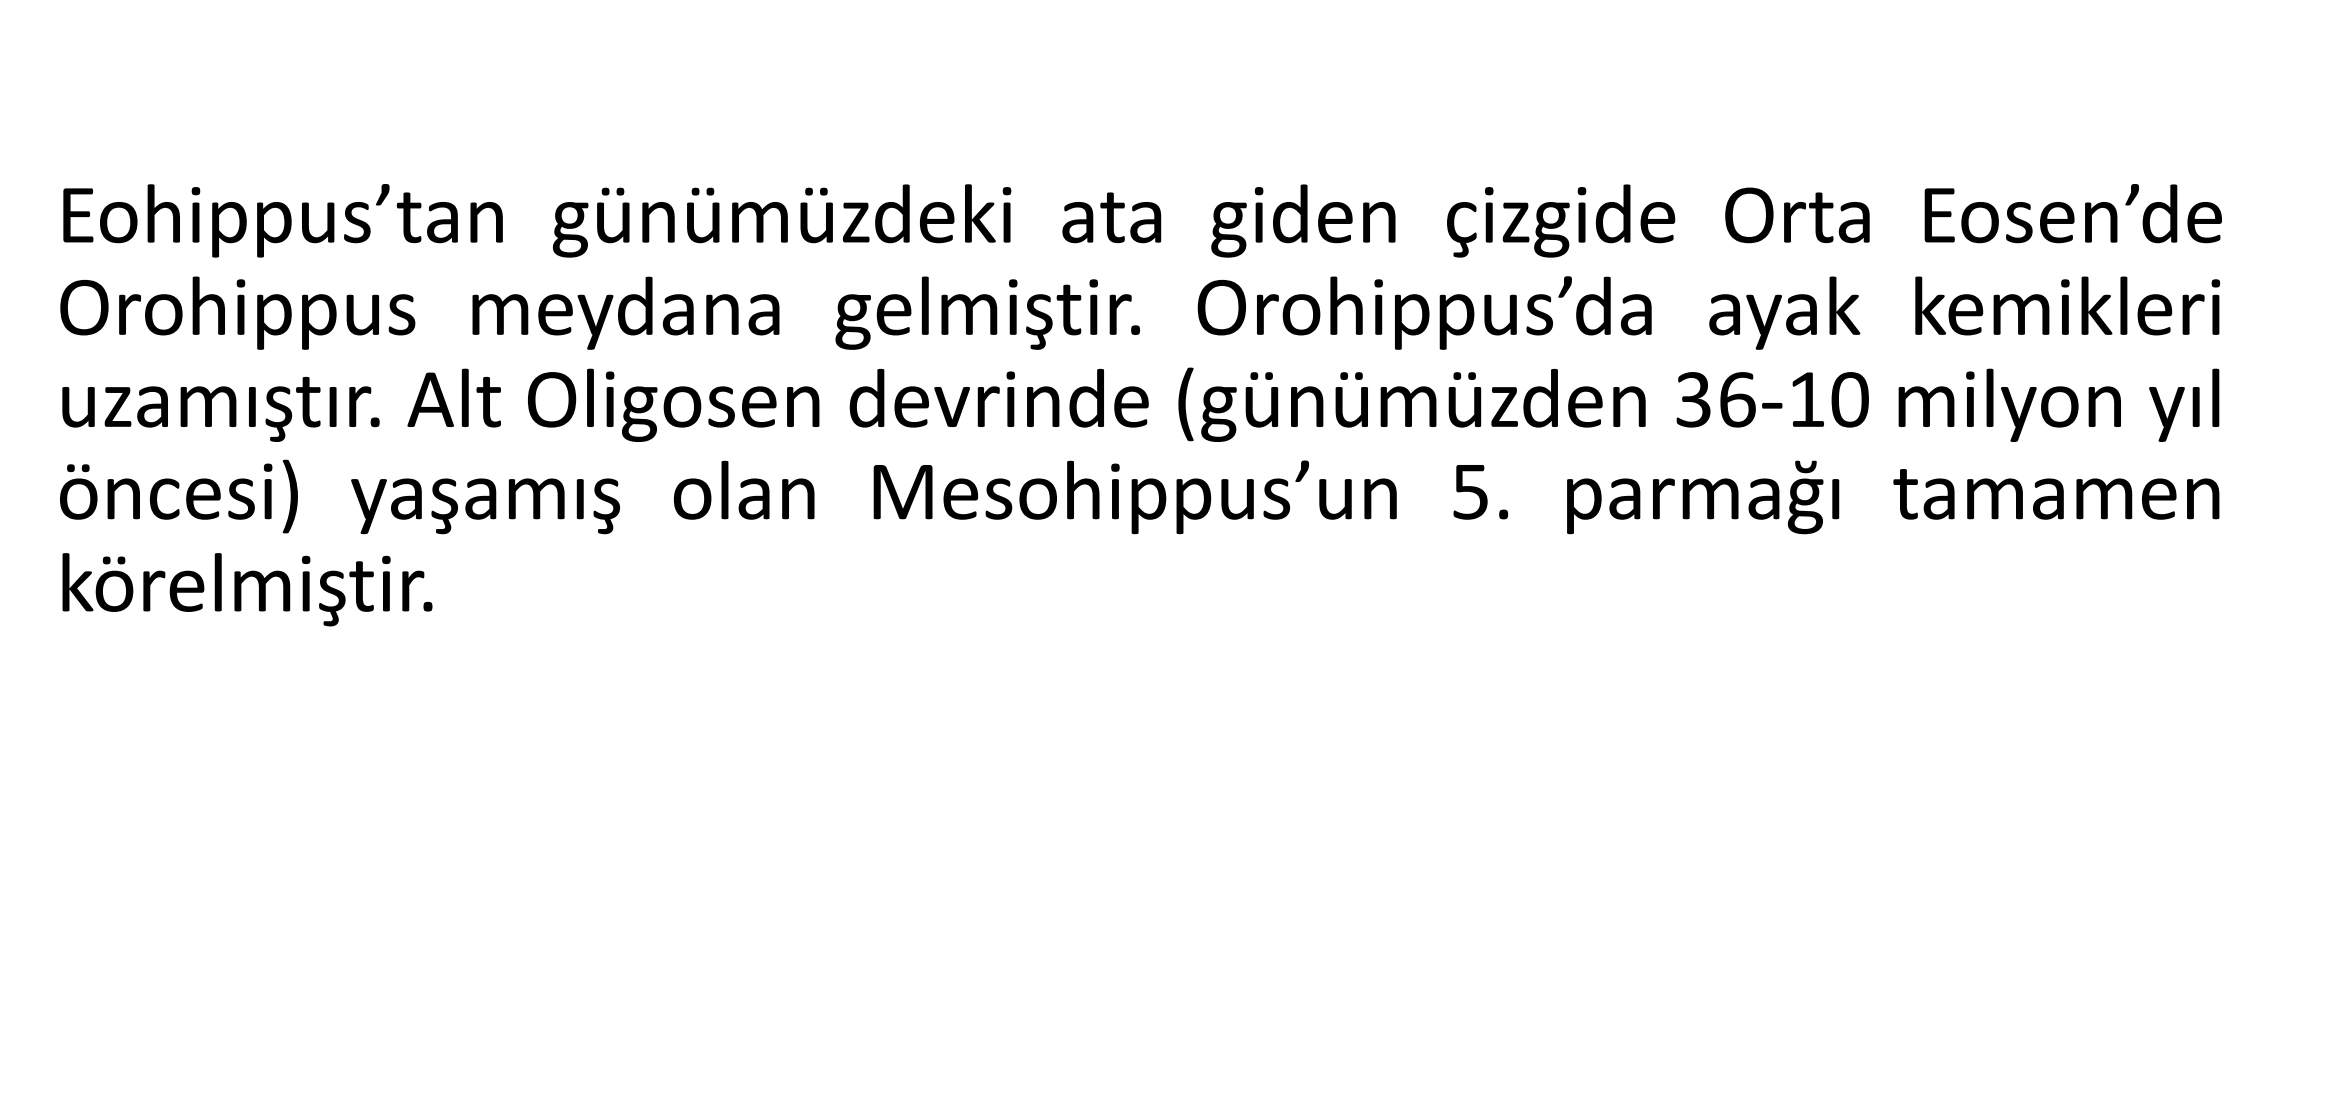 Eohippus’tan günümüzdeki ata giden çizgide Orta Eosen’de
Orohippus meydana gelmiştir. Orohippus’da ayak kemikleri
uzamıştır. Alt Oligosen devrinde (günümüzden 36-10 milyon yıl
öncesi) yaşamış olan Mesohippus’un 5. parmağı tamamen
körelmiştir.